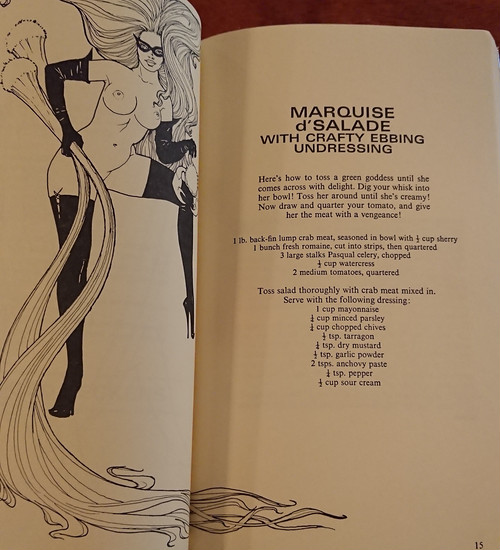 MARQUISE
d'SALADE
WITH CRAFTY EBBING
UNDRESSING
Here's how to toss a green goddess until she
comes across with delight. Dig your whisk into
her bowl! Toss her around until she's creamy!
Now draw and quarter your tomato, and give
her the meat with a vengeance!
1 lb. back-fin lump crab meat, seasoned in bowl with ½ cup sherry
1 bunch fresh romaine, cut into strips, then quartered
3 large stalks Pasqual celery, chopped
½ cup watercress
2 medium tomatoes, quartered
Toss salad thoroughly with crab meat mixed in.
Serve with the following dressing:
1 cup mayonnaise
¼ cup minced parsley
¼ cup chopped chives
½ tsp. tarragon
¼ tsp. dry mustard
½ tsp. garlic powder
2 tsps. anchovy paste
¼ tsp. pepper
½ cup sour cream
15